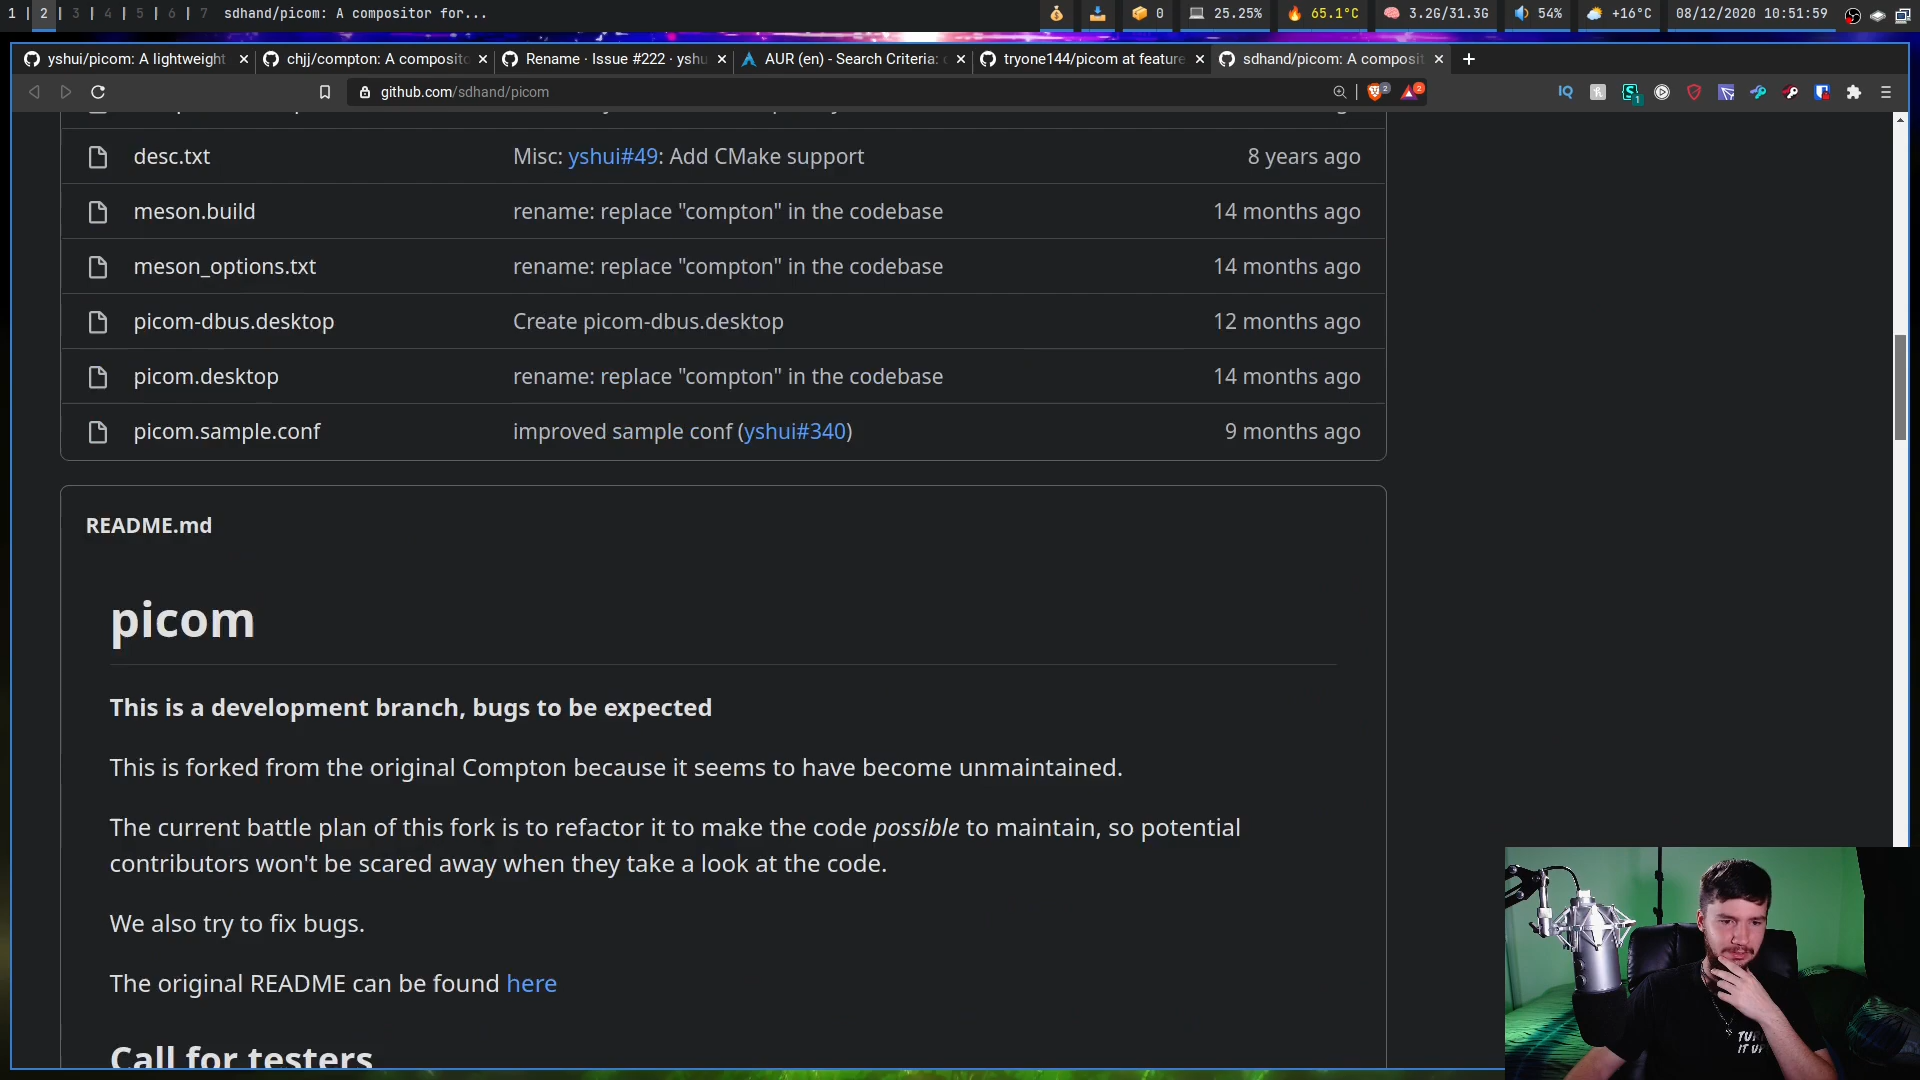 1 | 2 | 3 | 4 | 5 | 6 | 7 sdhand/picom: A compositor for... 0 25.25% 65.1°C 3.2G/31.3G 54% +16°C 08/12/2020 10:51:59
yshui/picom: A lightweight chjj/compton: A composito Rename · Issue #222 · yshu AUR (en) - Search Criteria: tryone144/picom at feature sdhand/picom: A composit
github.com/sdhand/picom 2 2 IQ 1
desc.txt Misc: yshui#49: Add CMake support 8 years ago
meson.build rename: replace "compton" in the codebase 14 months ago
meson_options.txt rename: replace "compton" in the codebase 14 months ago
picom-dbus.desktop Create picom-dbus.desktop 12 months ago
picom.desktop rename: replace "compton" in the codebase 14 months ago
picom.sample.conf improved sample conf (yshui#340) 9 months ago
README.md
picom
This is a development branch, bugs to be expected
This is forked from the original Compton because it seems to have become unmaintained.
The current battle plan of this fork is to refactor it to make the code possible to maintain, so potential
contributors won't be scared away when they take a look at the code.
We also try to fix bugs.
The original README can be found here
Call for testers
IT UP